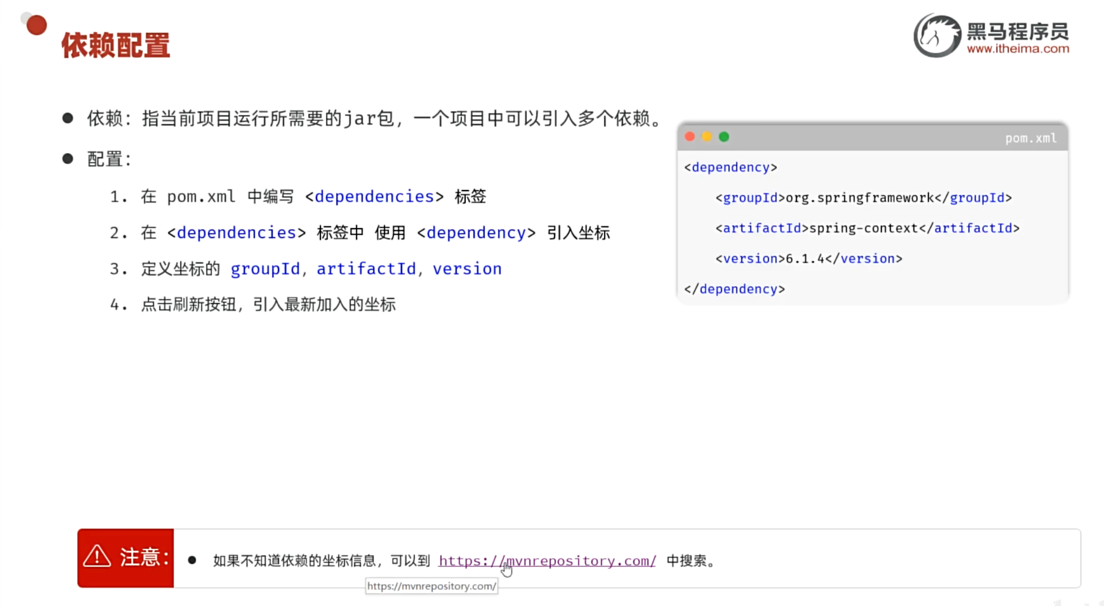 依赖配置
黑马程序员
www.itheima.com
● 依赖：指当前项目运行所需要的jar包，一个项目中可以引入多个依赖。
● 配置：
1. 在 pom.xml 中编写 <dependencies> 标签
2. 在 <dependencies> 标签中 使用 <dependency> 引入坐标
3. 定义坐标的 groupId，artifactId，version
4. 点击刷新按钮，引入最新加入的坐标
pom.xml
<dependency>
<groupId>org.springframework</groupId>
<artifactId>spring-context</artifactId>
<version>6.1.4</version>
</dependency>
注意：
● 如果不知道依赖的坐标信息，可以到 https://mvnrepository.com/ 中搜索。
https://mvnrepository.com/